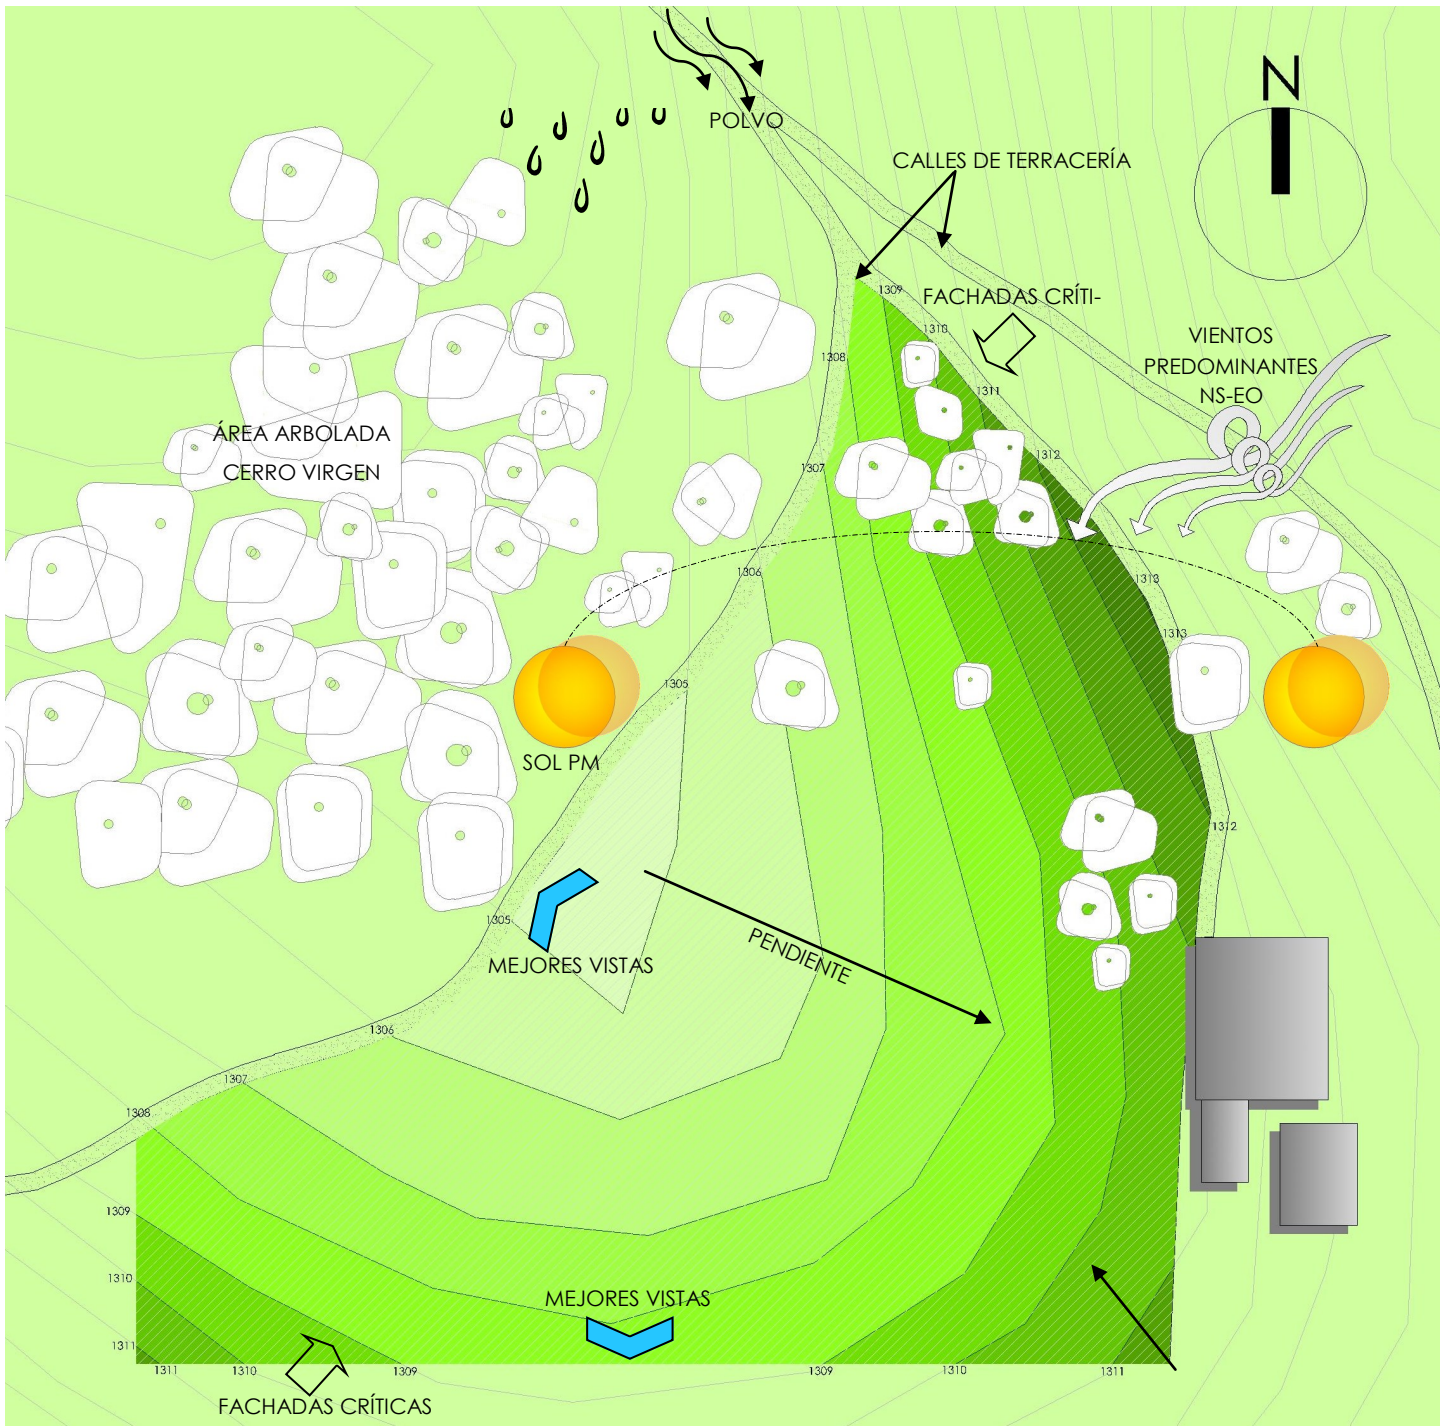 N
POLVO
CALLES DE TERRACERÍA
1309
FACHADAS CRÍTI-
1310
VIENTOS
PREDOMINANTES
NS-EO
1308
1311
ÁREA ARBOLADA
CERRO VIRGEN
1312
1307
1306
1313
1313
1305
SOL PM
1312
1305
PENDIENTE
MEJORES VISTAS
1306
1307
1308
1309
1310
MEJORES VISTAS
1311
1311
1310
1309
1309
1310
1311
FACHADAS CRÍTICAS